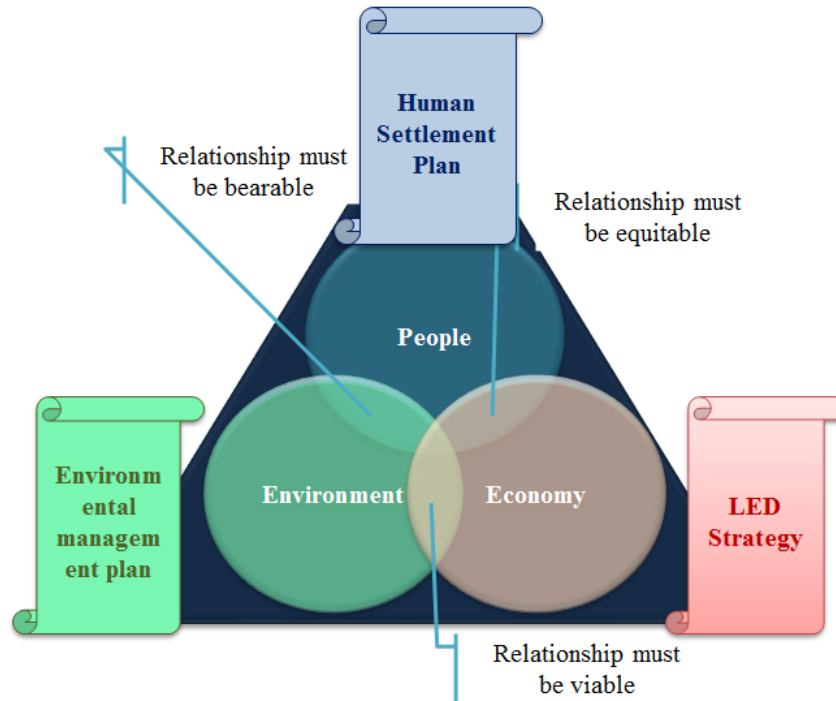 Human
Settlement
Plan
Relationship must
be bearable
Relationship must
be equitable
People
Environm
ental
managem
ent plan
Environment
Economy
LED
Strategy
Relationship must
be viable